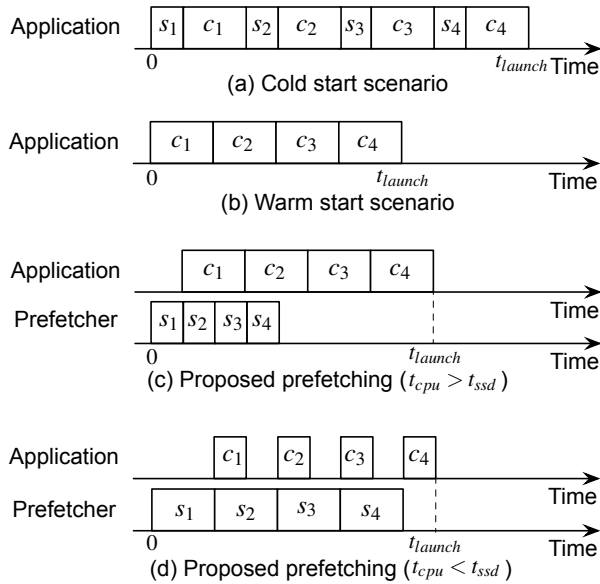 Application s1 c1 s2 c2 s3 c3 s4 c4
0 tlaunch Time
(a) Cold start scenario
Application c1 c2 c3 c4
0 tlaunch Time
(b) Warm start scenario
Application c1 c2 c3 c4
Time
Prefetcher s1 s2 s3 s4
0 tlaunch Time
(c) Proposed prefetching (tcpu > tssd)
Application c1 c2 c3 c4
Time
Prefetcher s1 s2 s3 s4
0 tlaunch Time
(d) Proposed prefetching (tcpu < tssd)